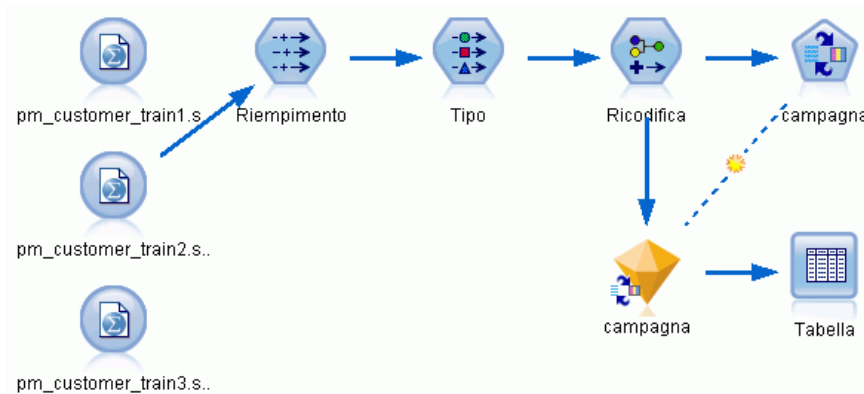 pm_customer_train1.s..
Riempimento
Tipo
Ricodifica
campagna
pm_customer_train2.s..
campagna
Tabella
pm_customer_train3.s..